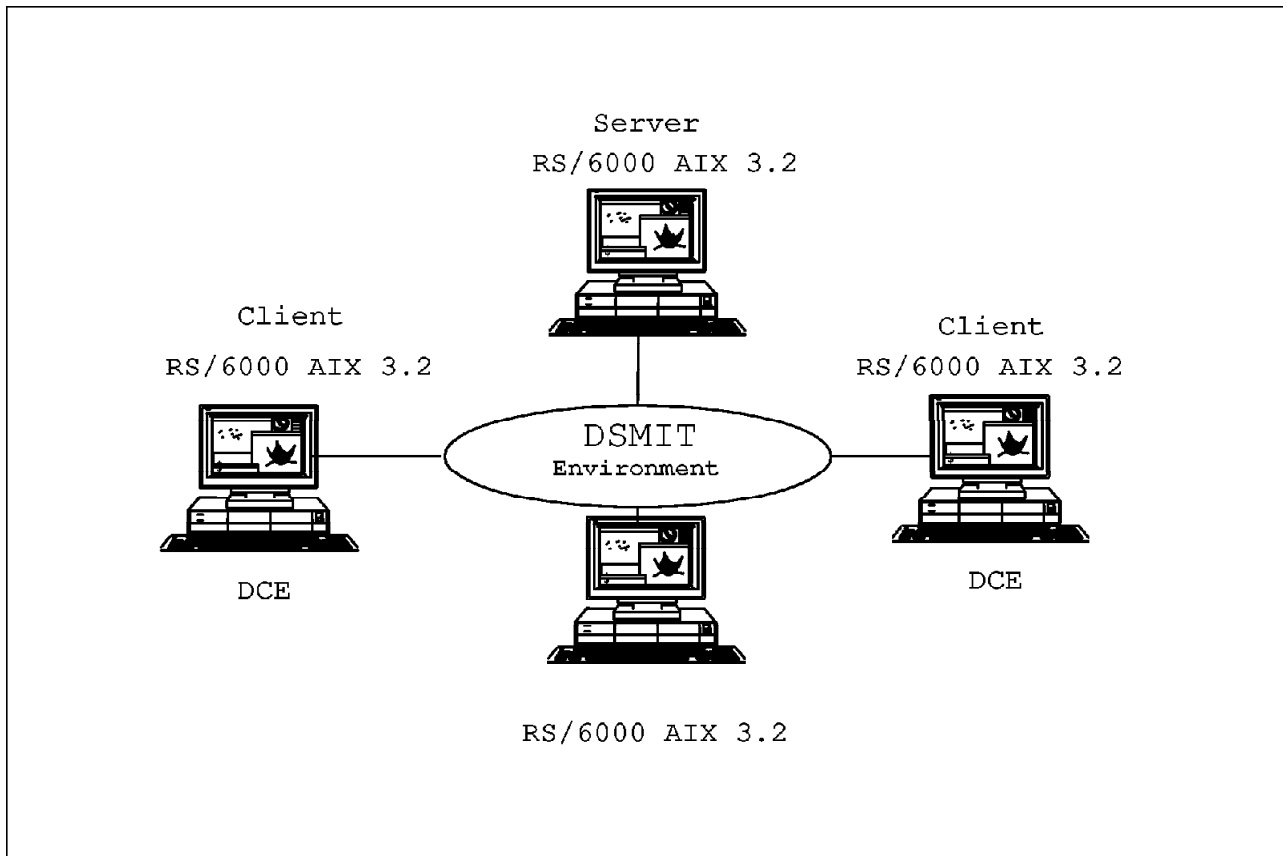 Server
RS/6000 AIX 3.2
Client
RS/6000 AIX 3.2
Client
RS/6000 AIX 3.2
DSMIT
Environment
DCE
DCE
RS/6000 AIX 3.2